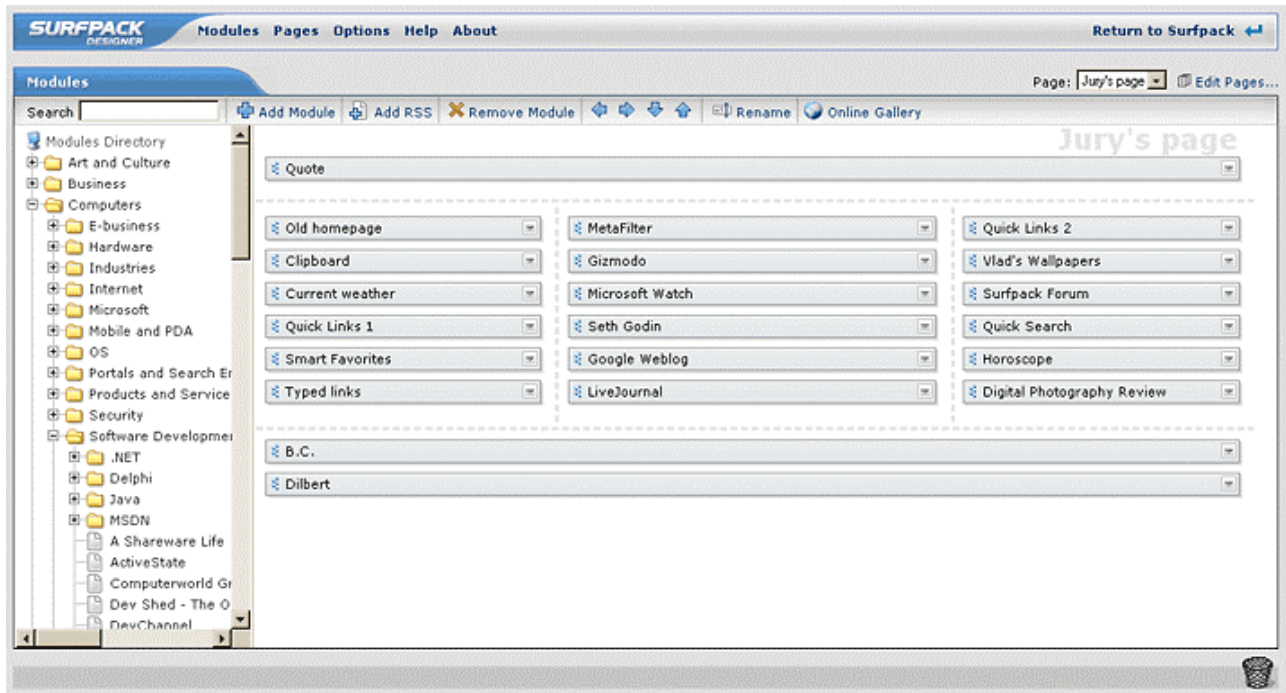 SURFPACK
DESIGNER
Modules Pages Options Help About
Return to Surfpack
Modules
Page: Jury's page
Edit Pages...
Search
Add Module
Add RSS
Remove Module
Rename
Online Gallery
Modules Directory
Art and Culture
Business
Computers
E-business
Hardware
Industries
Internet
Microsoft
Mobile and PDA
OS
Portals and Search En
Products and Service
Security
Software Developmen
.NET
Delphi
Java
MSDN
A Shareware Life
ActiveState
Computerworld Gr
Dev Shed - The O
DevChannel
Jury's page
Quote
Old homepage
Clipboard
Current weather
Quick Links 1
Smart Favorites
Typed links
MetaFilter
Gizmodo
Microsoft Watch
Seth Godin
Google Weblog
LiveJournal
Quick Links 2
Vlad's Wallpapers
Surfpack Forum
Quick Search
Horoscope
Digital Photography Review
B.C.
Dilbert